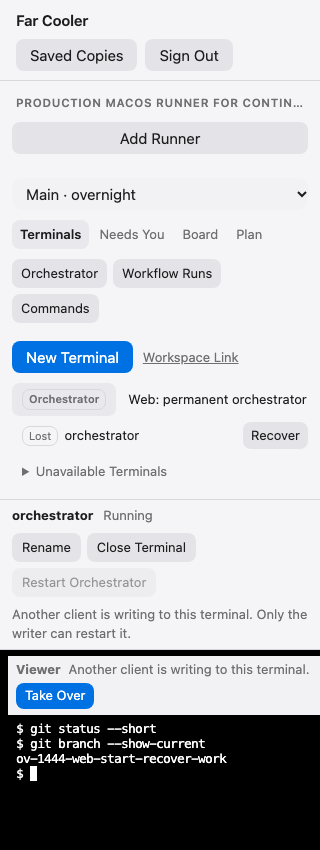 Far Cooler
Saved Copies Sign Out
PRODUCTION MACOS RUNNER FOR CONTIN...
Add Runner
Main · overnight
Terminals Needs You Board Plan
Orchestrator Workflow Runs
Commands
New Terminal Workspace Link
Orchestrator Web: permanent orchestrator
Lost orchestrator Recover
Unavailable Terminals
orchestrator Running
Rename Close Terminal
Restart Orchestrator
Another client is writing to this terminal. Only the
writer can restart it.
Viewer Another client is writing to this terminal.
Take Over
$ git status --short
$ git branch --show-current
ov-1444-web-start-recover-work
$